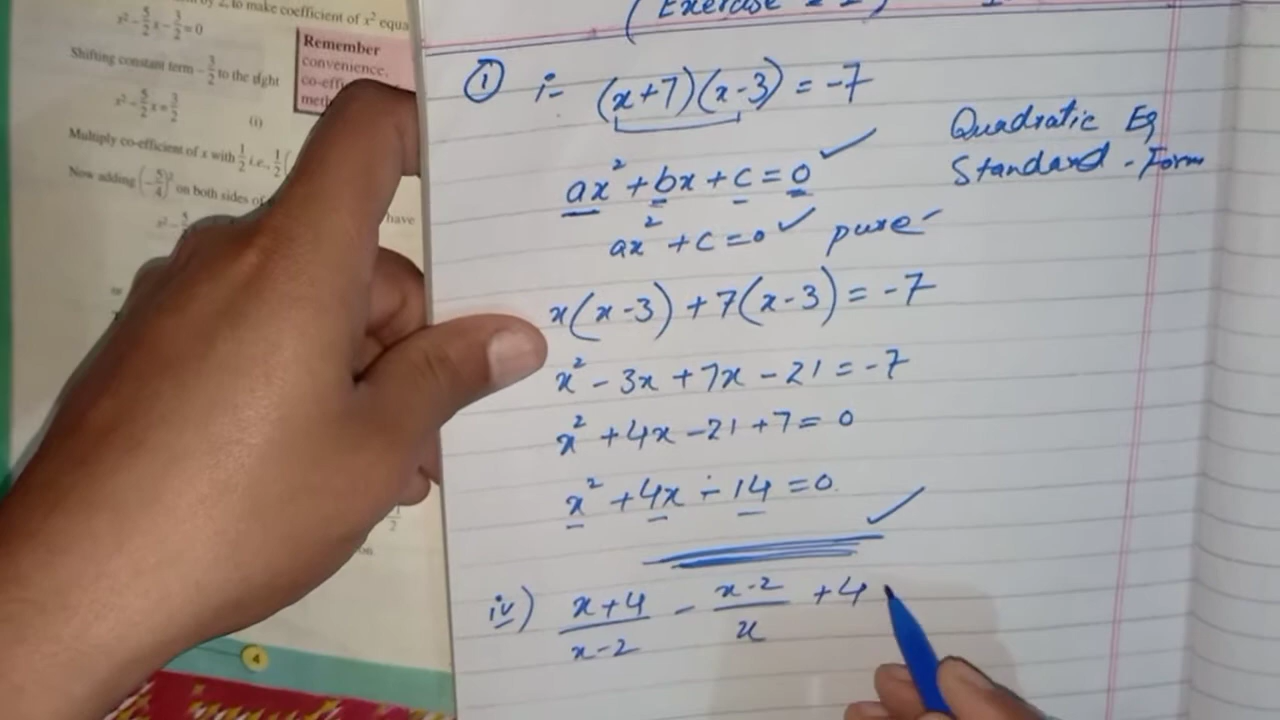 by 2, to make coefficient of x² equa
x² - 5/2 x - 3/2 = 0
Shifting constant term - 3/2 to the right
x² - 5/2 x = 3/2
(i)
Multiply co-efficient of x with 1/2 i.e., 1/2 (
Now adding (-5/4)² on both sides of
have
Remember
convenience,
4
(Exercise
① i- (x+7)(x-3) = -7
ax² + bx + c = 0 ✓
Quadratic Eq
Standard - Form
ax² + c = 0 ✓ pure
x(x-3) + 7(x-3) = -7
x² - 3x + 7x - 21 = -7
x² + 4x - 21 + 7 = 0
x² + 4x - 14 = 0 ✓
iv) x+4/x-2 - x-2/x + 4